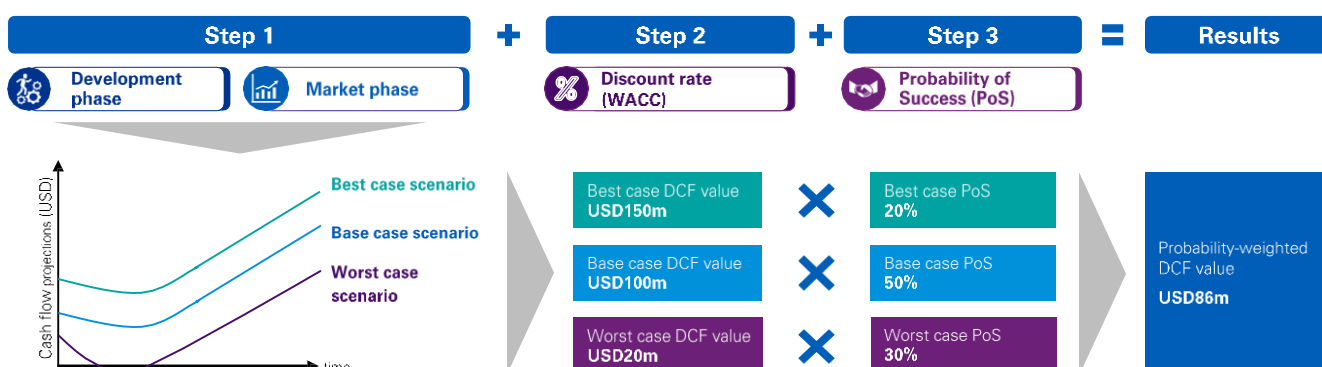 Step 1
+
Step 2
+
Step 3
=
Results
Development
phase
Market phase
%
Discount rate
(WACC)
Probability of
Success (PoS)
Cash flow projections (USD)
Best case scenario
Base case scenario
Worst case
scenario
time
Best case DCF value
USD150m
×
Best case PoS
20%
Base case DCF value
USD100m
×
Base case PoS
50%
Worst case DCF value
USD20m
×
Worst case PoS
30%
Probability-weighted
DCF value
USD86m